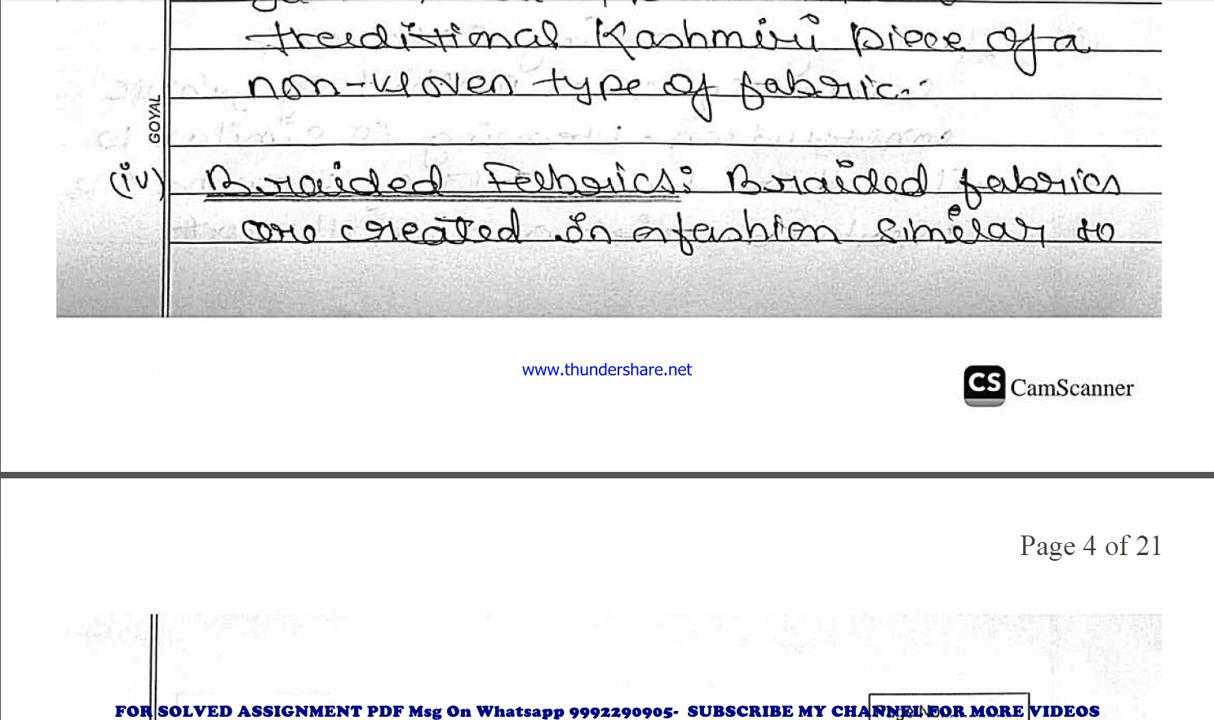 traditional Kashmiri piece of a
non-woven type of fabric.
GOYAL
(iv) Braided Fabrics: Braided fabrics
are created in a fashion similar to
www.thundershare.net
CS CamScanner
Page 4 of 21
FOR SOLVED ASSIGNMENT PDF Msg On Whatsapp 9992290905- SUBSCRIBE MY CHANNEL FOR MORE VIDEOS